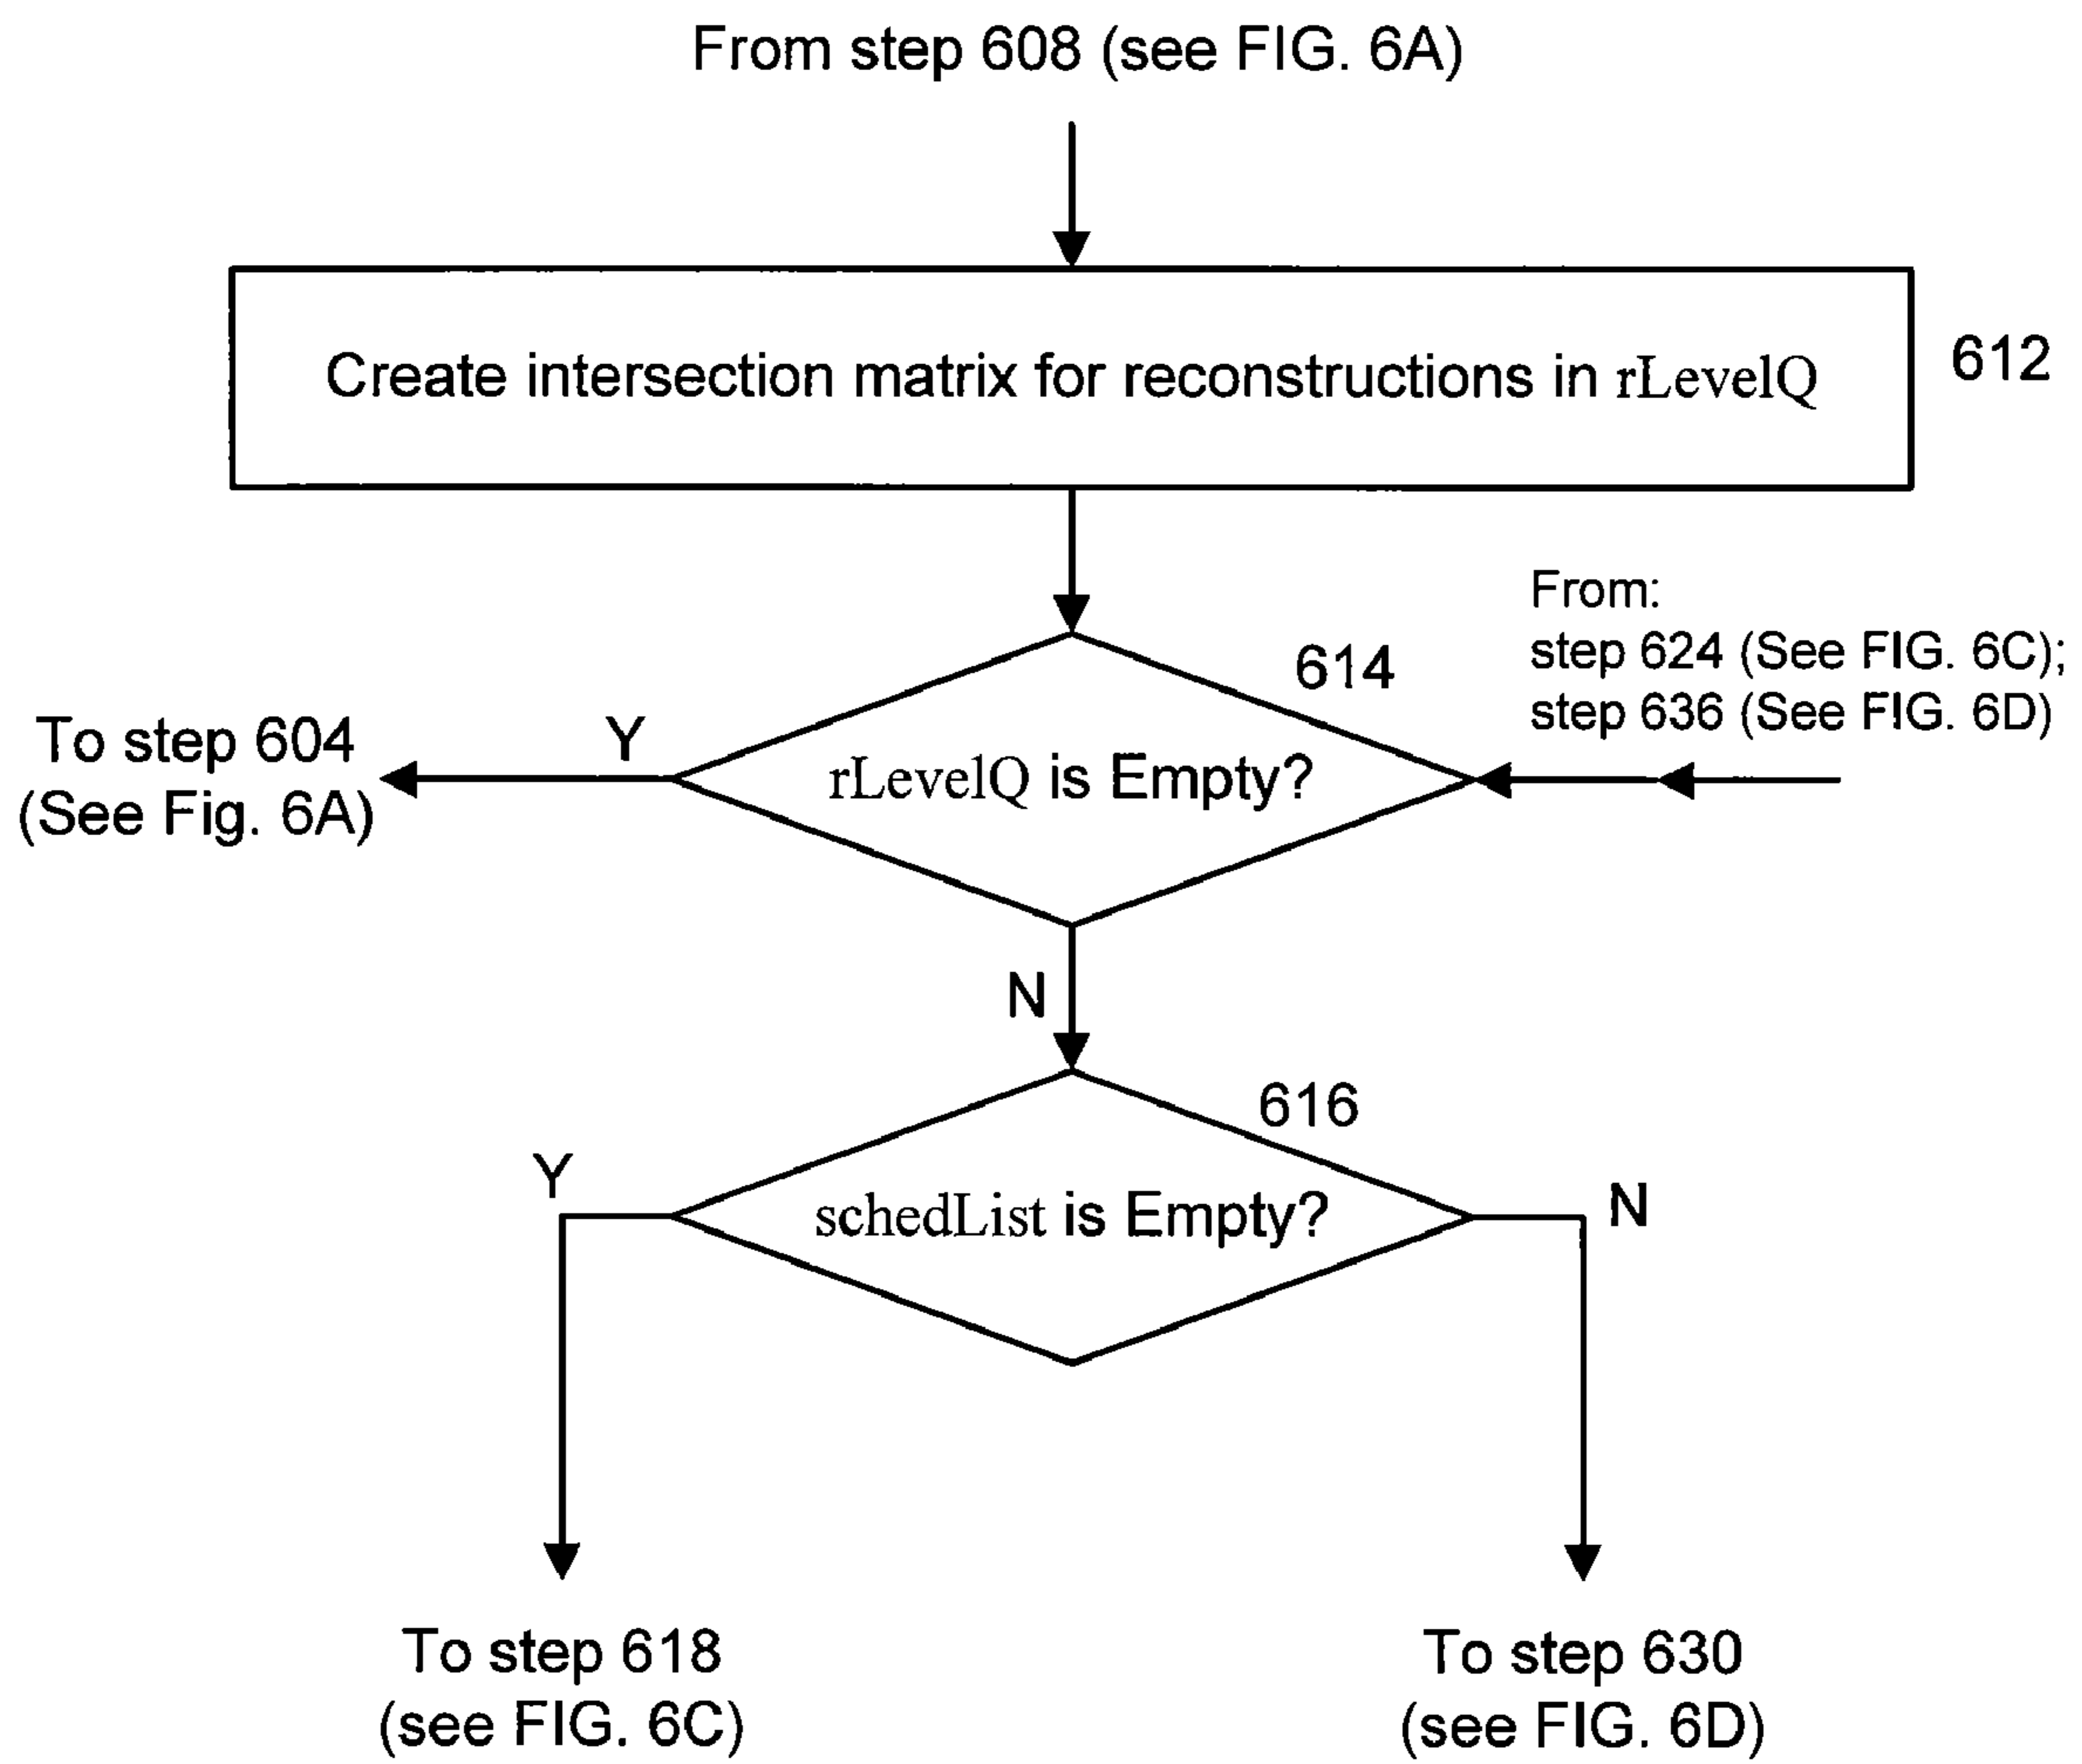 From step 608 (see FIG. 6A)
Create intersection matrix for reconstructions in rLevelQ
612
From:
step 624 (See FIG. 6C);
step 636 (See FIG. 6D)
614
To step 604
(See Fig. 6A)
Y
rLevelQ is Empty?
N
616
Y
schedList is Empty?
N
To step 618
(see FIG. 6C)
To step 630
(see FIG. 6D)